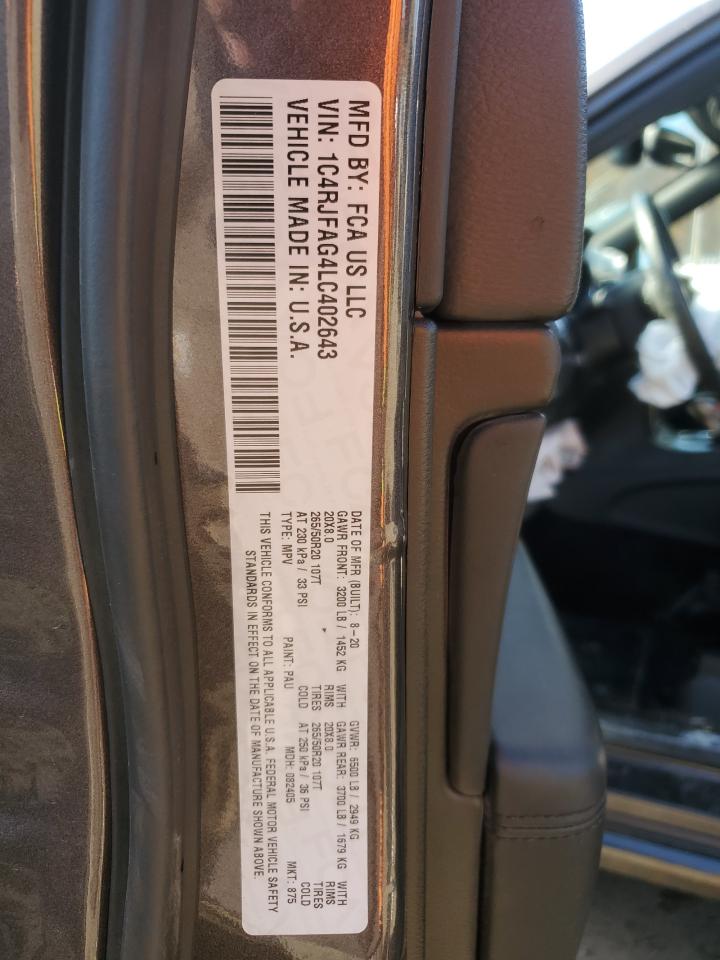 MFD BY: FCA US LLC
VIN: 1C4RJFAG4LC402643
VEHICLE MADE IN: U.S.A.
DATE OF MFR (BUILT): 8-20 GVWR: 6500 LB / 2949 KG
GAWR FRONT: 3200 LB / 1452 KG WITH GAWR REAR: 3700 LB / 1679 KG WITH
20X8.0 RIMS 20X8.0 RIMS
265/50R20 107T TIRES 265/50R20 107T TIRES
AT 230 kPa / 33 PSI COLD AT 250 kPa / 36 PSI COLD
TYPE: MPV PAINT: PAU MDH: 082405 MKT: 875
THIS VEHICLE CONFORMS TO ALL APPLICABLE U.S.A. FEDERAL MOTOR VEHICLE SAFETY
STANDARDS IN EFFECT ON THE DATE OF MANUFACTURE SHOWN ABOVE.